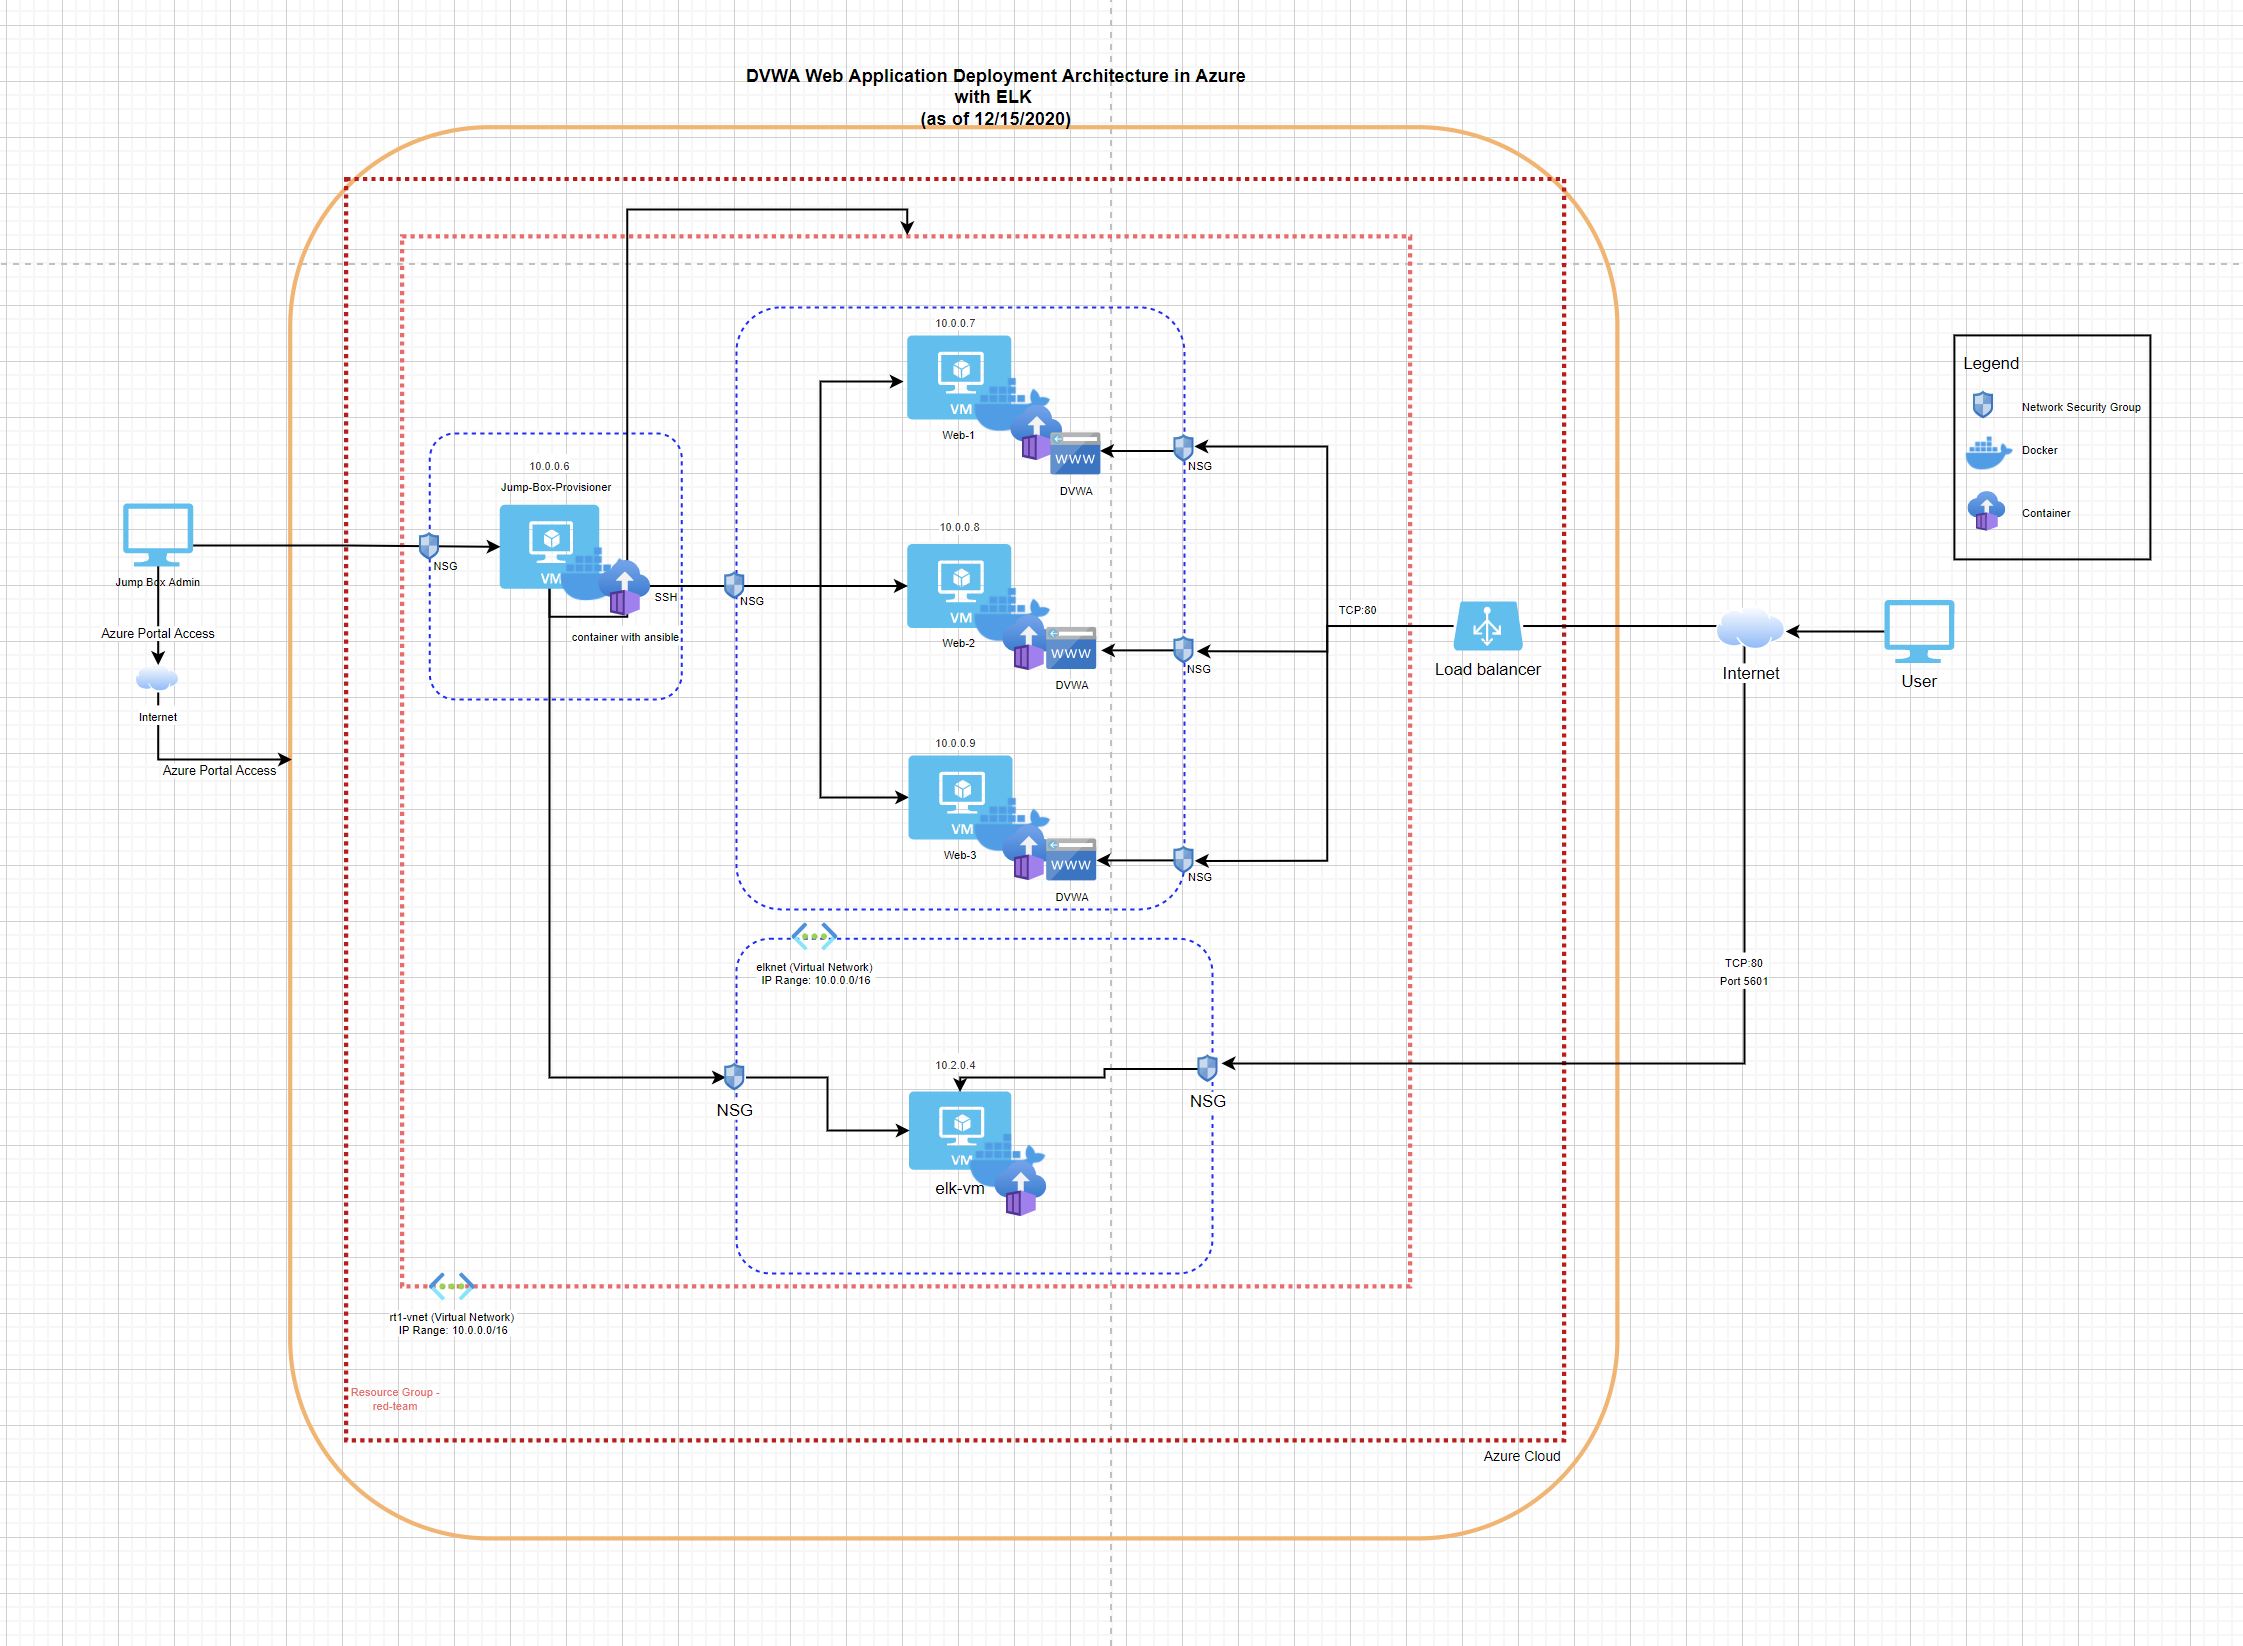 DVWA Web Application Deployment Architecture in Azure
with ELK
(as of 12/15/2020)
10.0.0.7
VM
Web-1
WWW
DVWA
NSG
Legend
Network Security Group
Docker
Container
10.0.0.6
Jump-Box-Provisioner
VM
NSG
SSH
container with ansible
NSG
Jump Box Admin
Azure Portal Access
Internet
Azure Portal Access
10.0.0.8
VM
Web-2
WWW
DVWA
NSG
TCP:80
Load balancer
Internet
User
10.0.0.9
VM
Web-3
WWW
DVWA
NSG
elknet (Virtual Network)
IP Range: 10.0.0.0/16
TCP:80
Port 5601
10.2.0.4
VM
elk-vm
NSG
NSG
rt1-vnet (Virtual Network)
IP Range: 10.0.0.0/16
Resource Group -
red-team
Azure Cloud